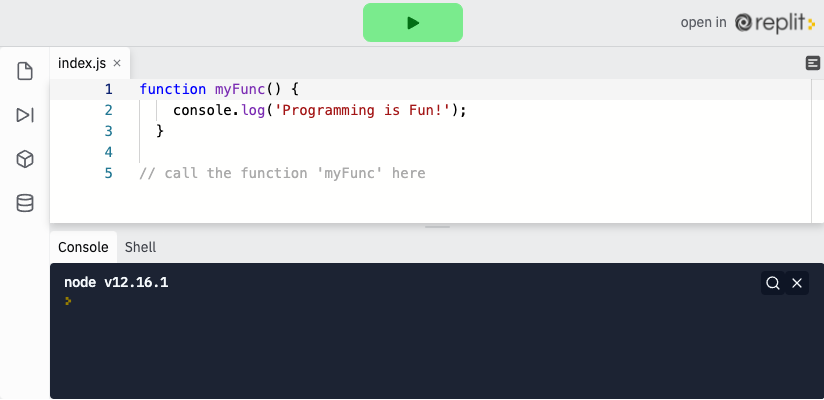 open in replit
index.js ×
1 function myFunc() {
2 console.log('Programming is Fun!');
3 }
4
5 // call the function 'myFunc' here
Console Shell
node v12.16.1
>